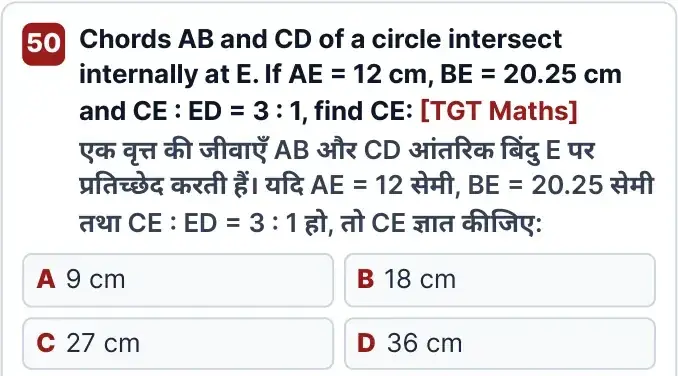 50 Chords AB and CD of a circle intersect
internally at E. If AE = 12 cm, BE = 20.25 cm
and CE : ED = 3 : 1, find CE: [TGT Maths]
एक वृत्त की जीवाएँ AB और CD आंतरिक बिंदु E पर
प्रतिच्छेद करती हैं। यदि AE = 12 सेमी, BE = 20.25 सेमी
तथा CE : ED = 3 : 1 हो, तो CE ज्ञात कीजिए:
A 9 cm
B 18 cm
C 27 cm
D 36 cm